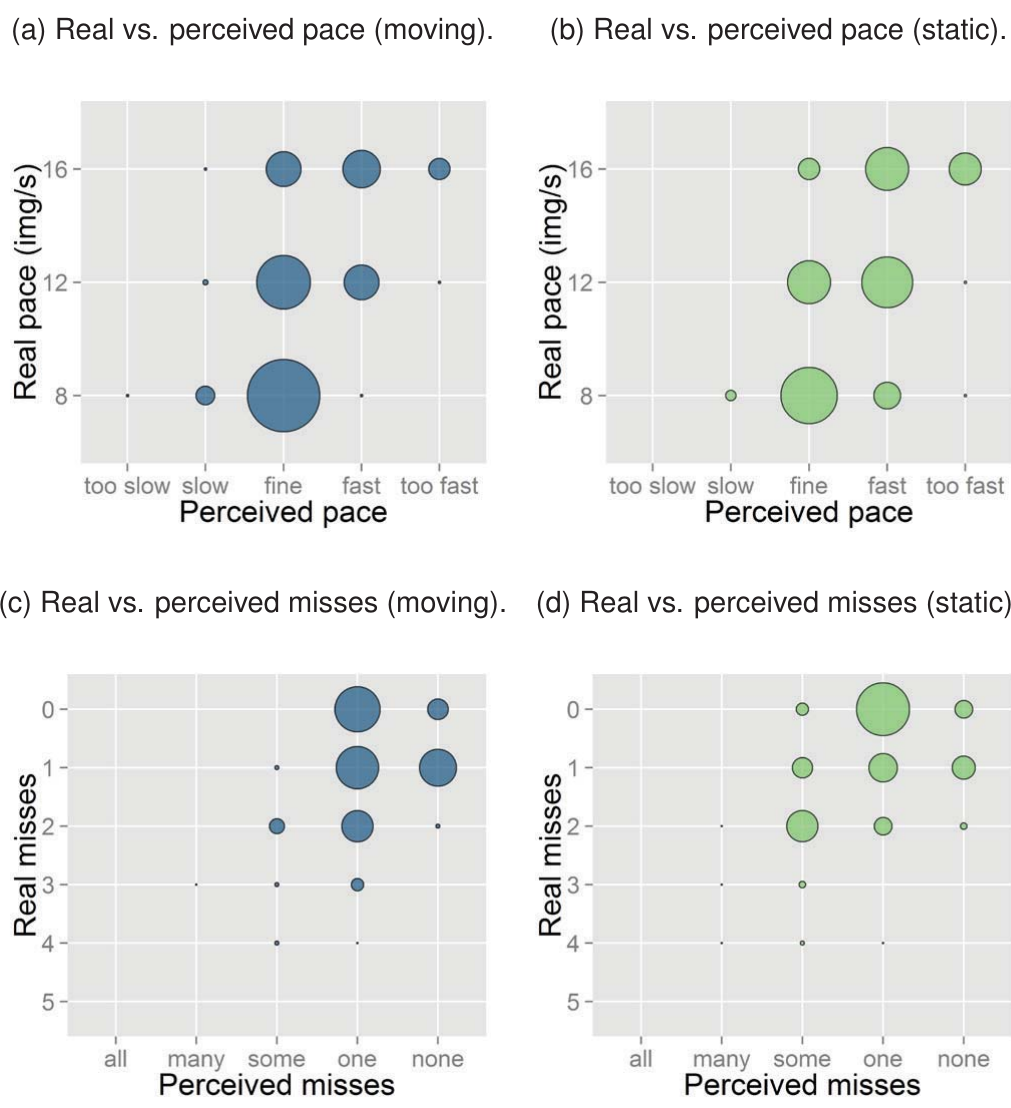 (a) Real vs. perceived pace (moving).
(b) Real vs. perceived pace (static).
Real pace (img/s)
16
12
8
too slow slow fine fast too fast
Perceived pace
Real pace (img/s)
16
12
8
too slow slow fine fast too fast
Perceived pace
(c) Real vs. perceived misses (moving).
(d) Real vs. perceived misses (static)
Real misses
0
1
2
3
4
5
all many some one none
Perceived misses
Real misses
0
1
2
3
4
5
all many some one none
Perceived misses